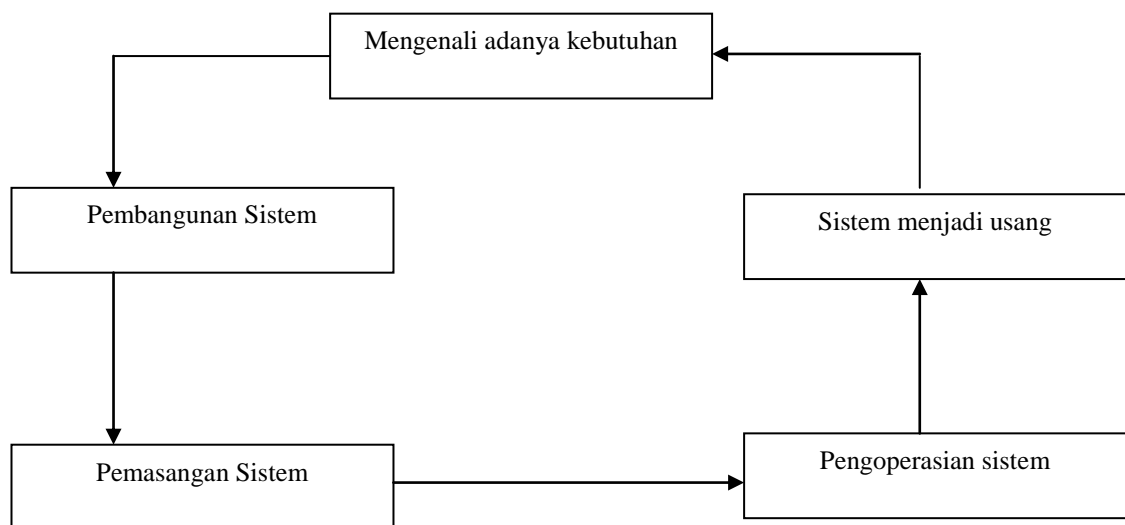 Mengenali adanya kebutuhan
Pembangunan Sistem
Sistem menjadi usang
Pemasangan Sistem
Pengoperasian sistem